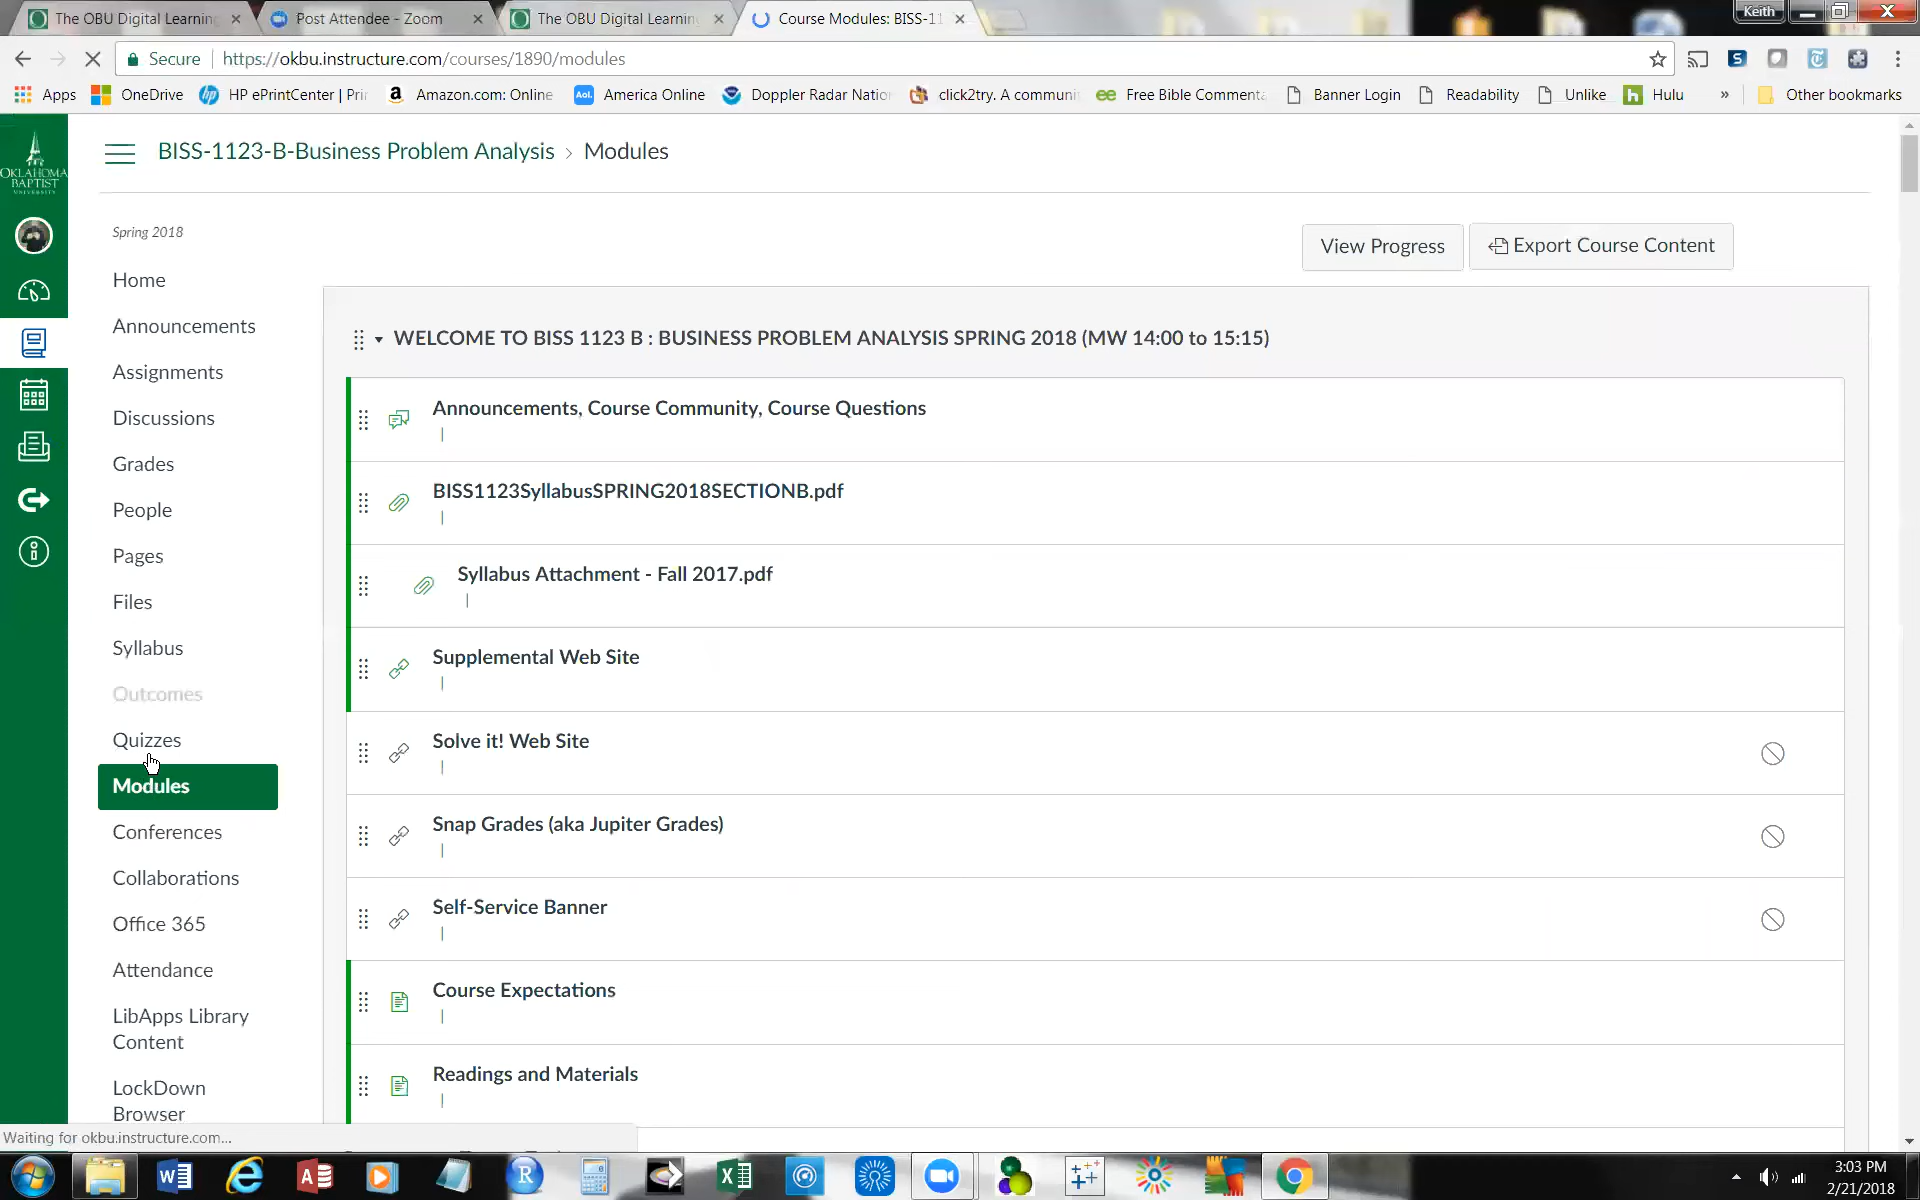 The OBU Digital Learning
Post Attendee - Zoom
The OBU Digital Learning
Course Modules: BISS-11
Keith
Secure
https://okbu.instructure.com/courses/1890/modules
Apps
OneDrive
HP ePrintCenter | Pri
Amazon.com: Online
America Online
Doppler Radar Natio
click2try. A communi
Free Bible Commenta
Banner Login
Readability
Unlike
Hulu
»
Other bookmarks
OKLAHOMA
BAPTIST
UNIVERSITY
BISS-1123-B-Business Problem Analysis › Modules
Spring 2018
View Progress
Export Course Content
Home
Announcements
Assignments
Discussions
Grades
People
Pages
Files
Syllabus
Outcomes
Quizzes
Modules
Conferences
Collaborations
Office 365
Attendance
LibApps Library
Content
LockDown
Browser
WELCOME TO BISS 1123 B : BUSINESS PROBLEM ANALYSIS SPRING 2018 (MW 14:00 to 15:15)
Announcements, Course Community, Course Questions
|
BISS1123SyllabusSPRING2018SECTIONB.pdf
|
Syllabus Attachment - Fall 2017.pdf
|
Supplemental Web Site
|
Solve it! Web Site
|
Snap Grades (aka Jupiter Grades)
|
Self-Service Banner
|
Course Expectations
|
Readings and Materials
|
Waiting for okbu.instructure.com...
3:03 PM
2/21/2018